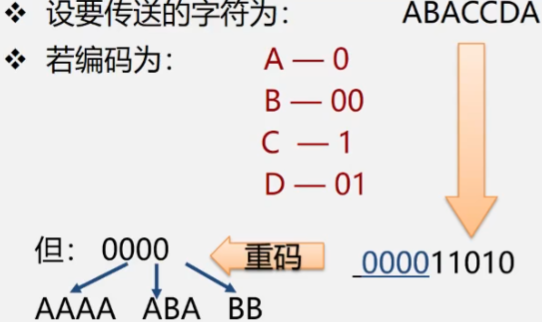 ❖ 设要传送的字符为： ABACCDA
❖ 若编码为： A — 0
B — 00
C — 1
D — 01
但： 0000 重码 000011010
AAAA ABA BB